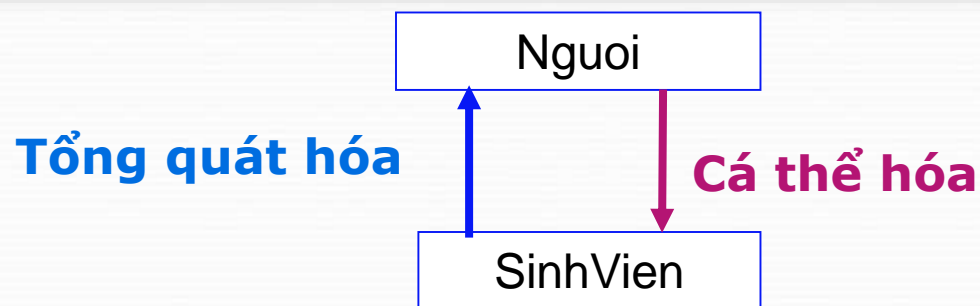 Nguoi
Tổng quát hóa
Cá thể hóa
SinhVien